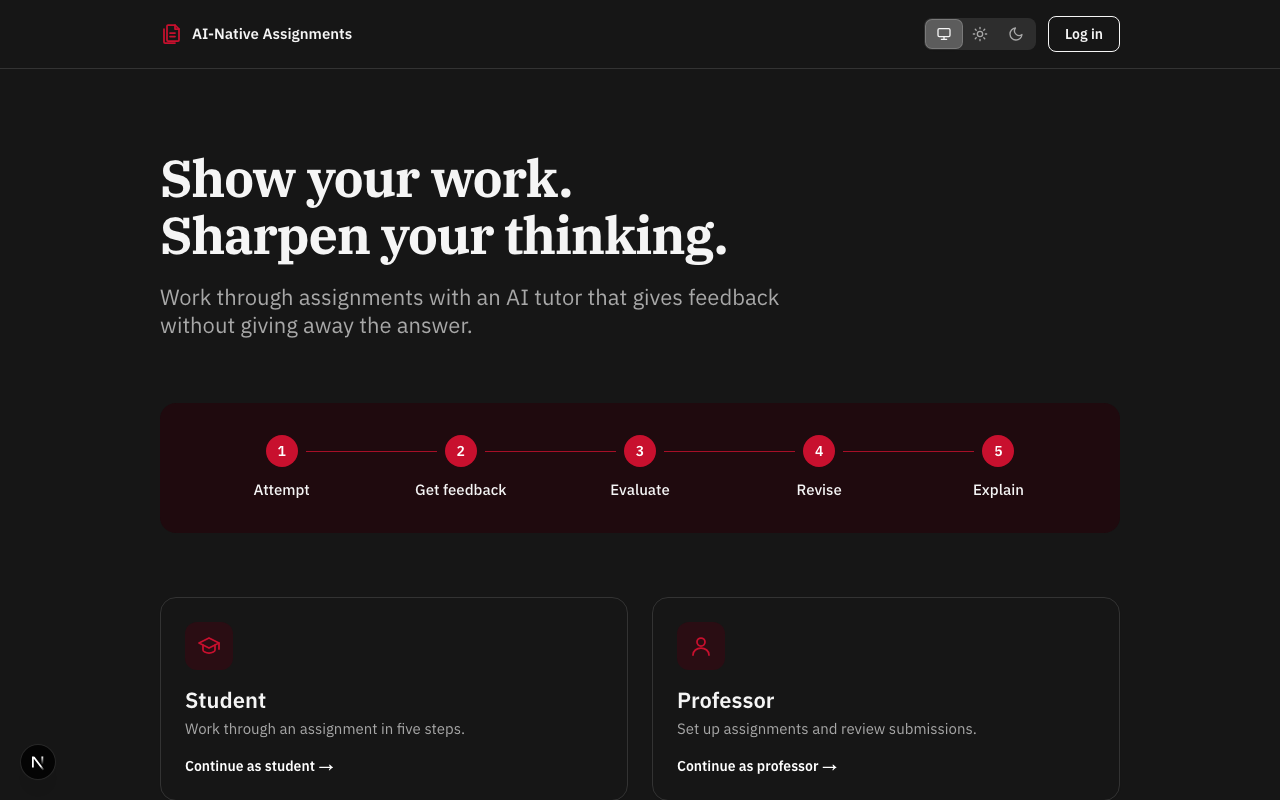 AI-Native Assignments
Log in
Show your work.
Sharpen your thinking.
Work through assignments with an AI tutor that gives feedback
without giving away the answer.
1 2 3 4 5
Attempt Get feedback Evaluate Revise Explain
Student
Work through an assignment in five steps.
Continue as student →
Professor
Set up assignments and review submissions.
Continue as professor →
N